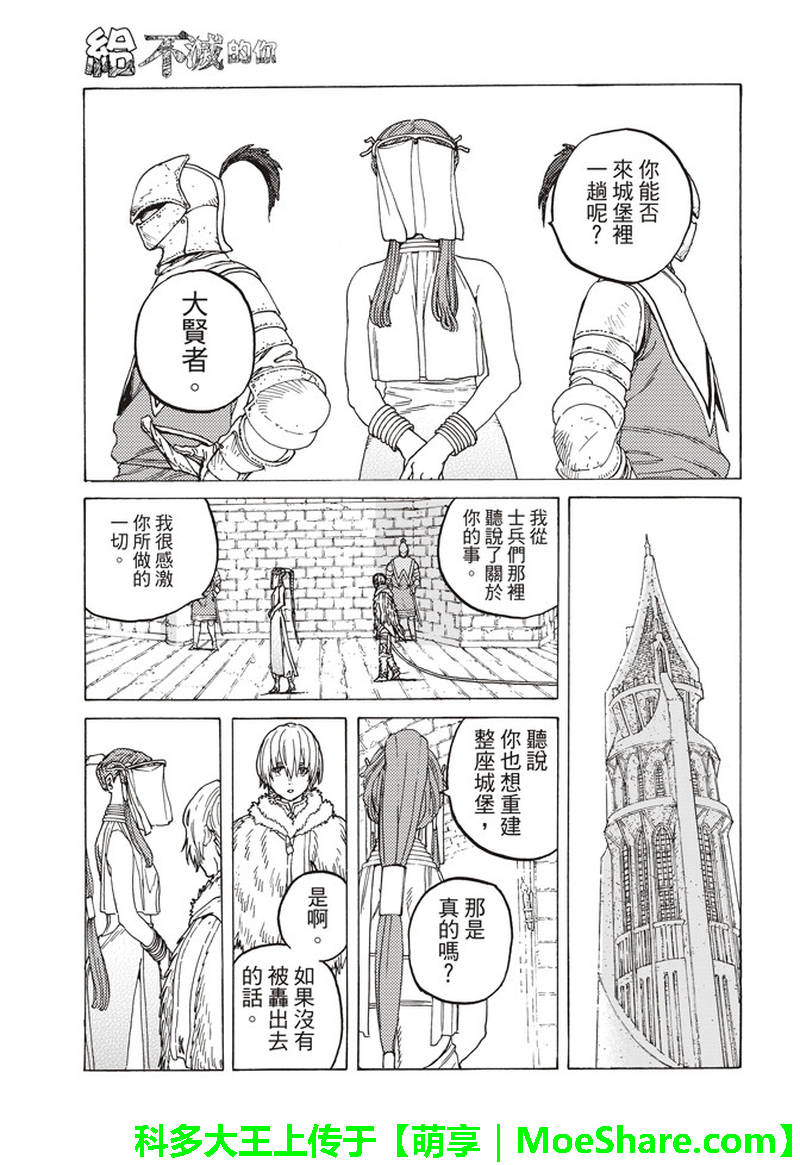 給不滅的你
你能否
來城堡裡
一趟呢？
大賢者。
我從
士兵們那裡
聽說了關於
你的事。
我很感激
你所做的
一切。
聽說
你也想重建
整座城堡，
那是
真的嗎？
是啊。
如果沒有
被轟出去
的話。
科多大王上传于【萌享 | MoeShare.com】